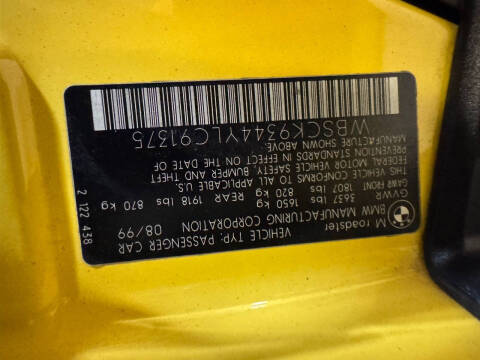 M roadster
BMW MANUFACTURING CORPORATION 08/99
VEHICLE TYP: PASSENGER CAR
GVWR 3637 lbs 1650 kg
GAWR FRONT 1807 lbs 820 kg REAR 1918 lbs 870 kg
THIS VEHICLE CONFORMS TO ALL APPLICABLE U.S.
FEDERAL MOTOR VEHICLE SAFETY, BUMPER AND THEFT
PREVENTION STANDARDS IN EFFECT ON THE DATE OF
MANUFACTURE SHOWN ABOVE.
WBSCK9344YLC91375
2 122 438